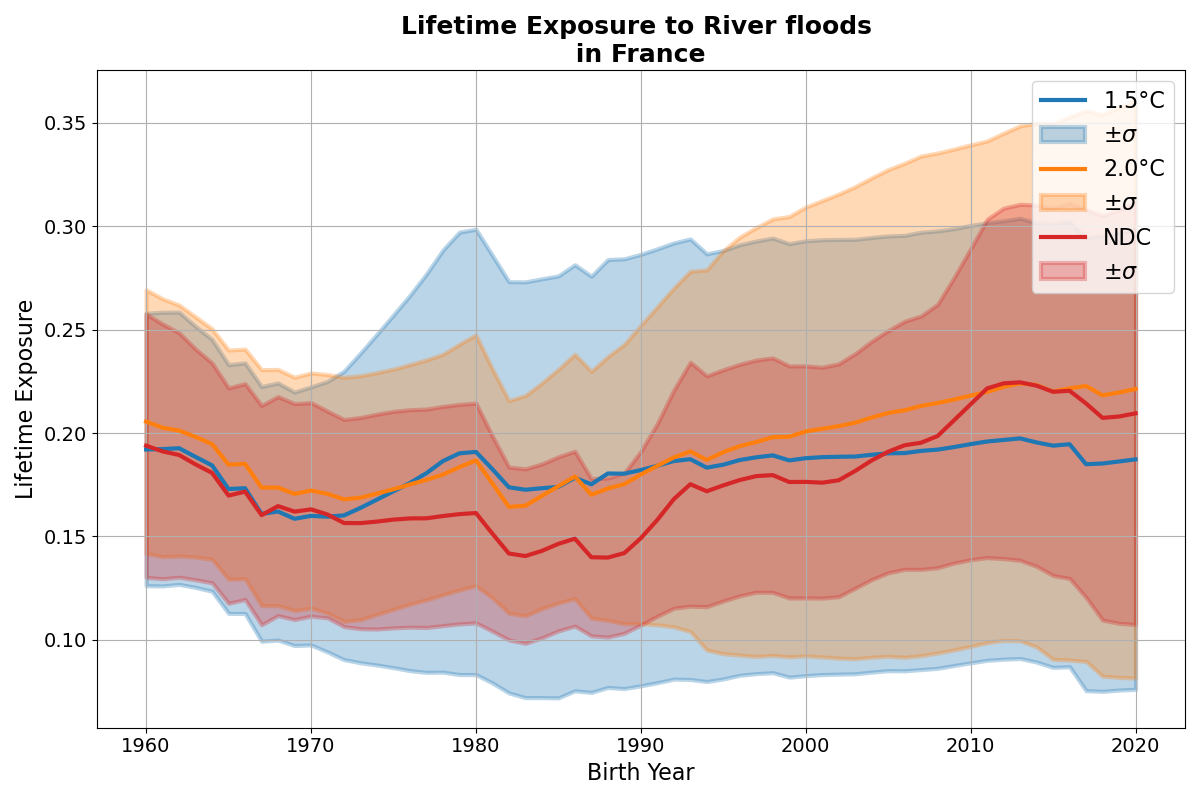 Lifetime Exposure to River floods
in France
Lifetime Exposure
0.35
0.30
0.25
0.20
0.15
0.10
1.5°C
±σ
2.0°C
±σ
NDC
±σ
1960 1970 1980 1990 2000 2010 2020
Birth Year